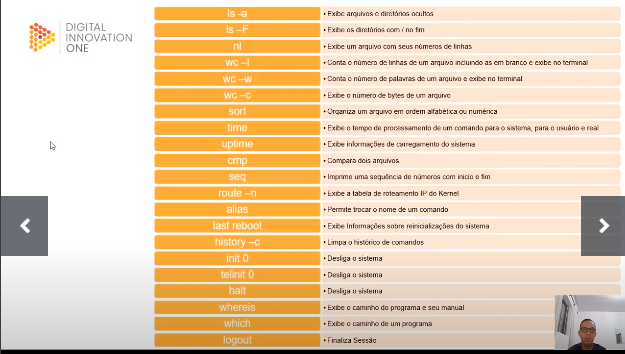 DIGITAL
INNOVATION
ONE
ls -a • Exibe arquivos e diretórios ocultos
ls –F • Exibe os diretórios com / no fim
nl • Exibe um arquivo com seus números de linhas
wc –l • Conta o número de linhas de um arquivo incluindo as em branco e exibe no terminal
wc –w • Conta o número de palavras de um arquivo e exibe no terminal
wc –c • Exibe o número de bytes de um arquivo
sort • Organiza um arquivo em ordem alfabética ou numérica
time • Exibe o tempo de processamento de um comando para o sistema, para o usuário e real
uptime • Exibe informações de carregamento do sistema
cmp • Compara dois arquivos
seq • Imprime uma sequência de números com inicio e fim
route –n • Exibe a tabela de roteamento IP do Kernel
alias • Permite trocar o nome de um comando
last reboot • Exibe Informações sobre reinicializações do sistema
history –c • Limpa o histórico de comandos
init 0 • Desliga o sistema
telinit 0 • Desliga o sistema
halt • Desliga o sistema
whereis • Exibe o caminho do programa e seu manual
which • Exibe o caminho de um programa
logout • Finaliza Sessão